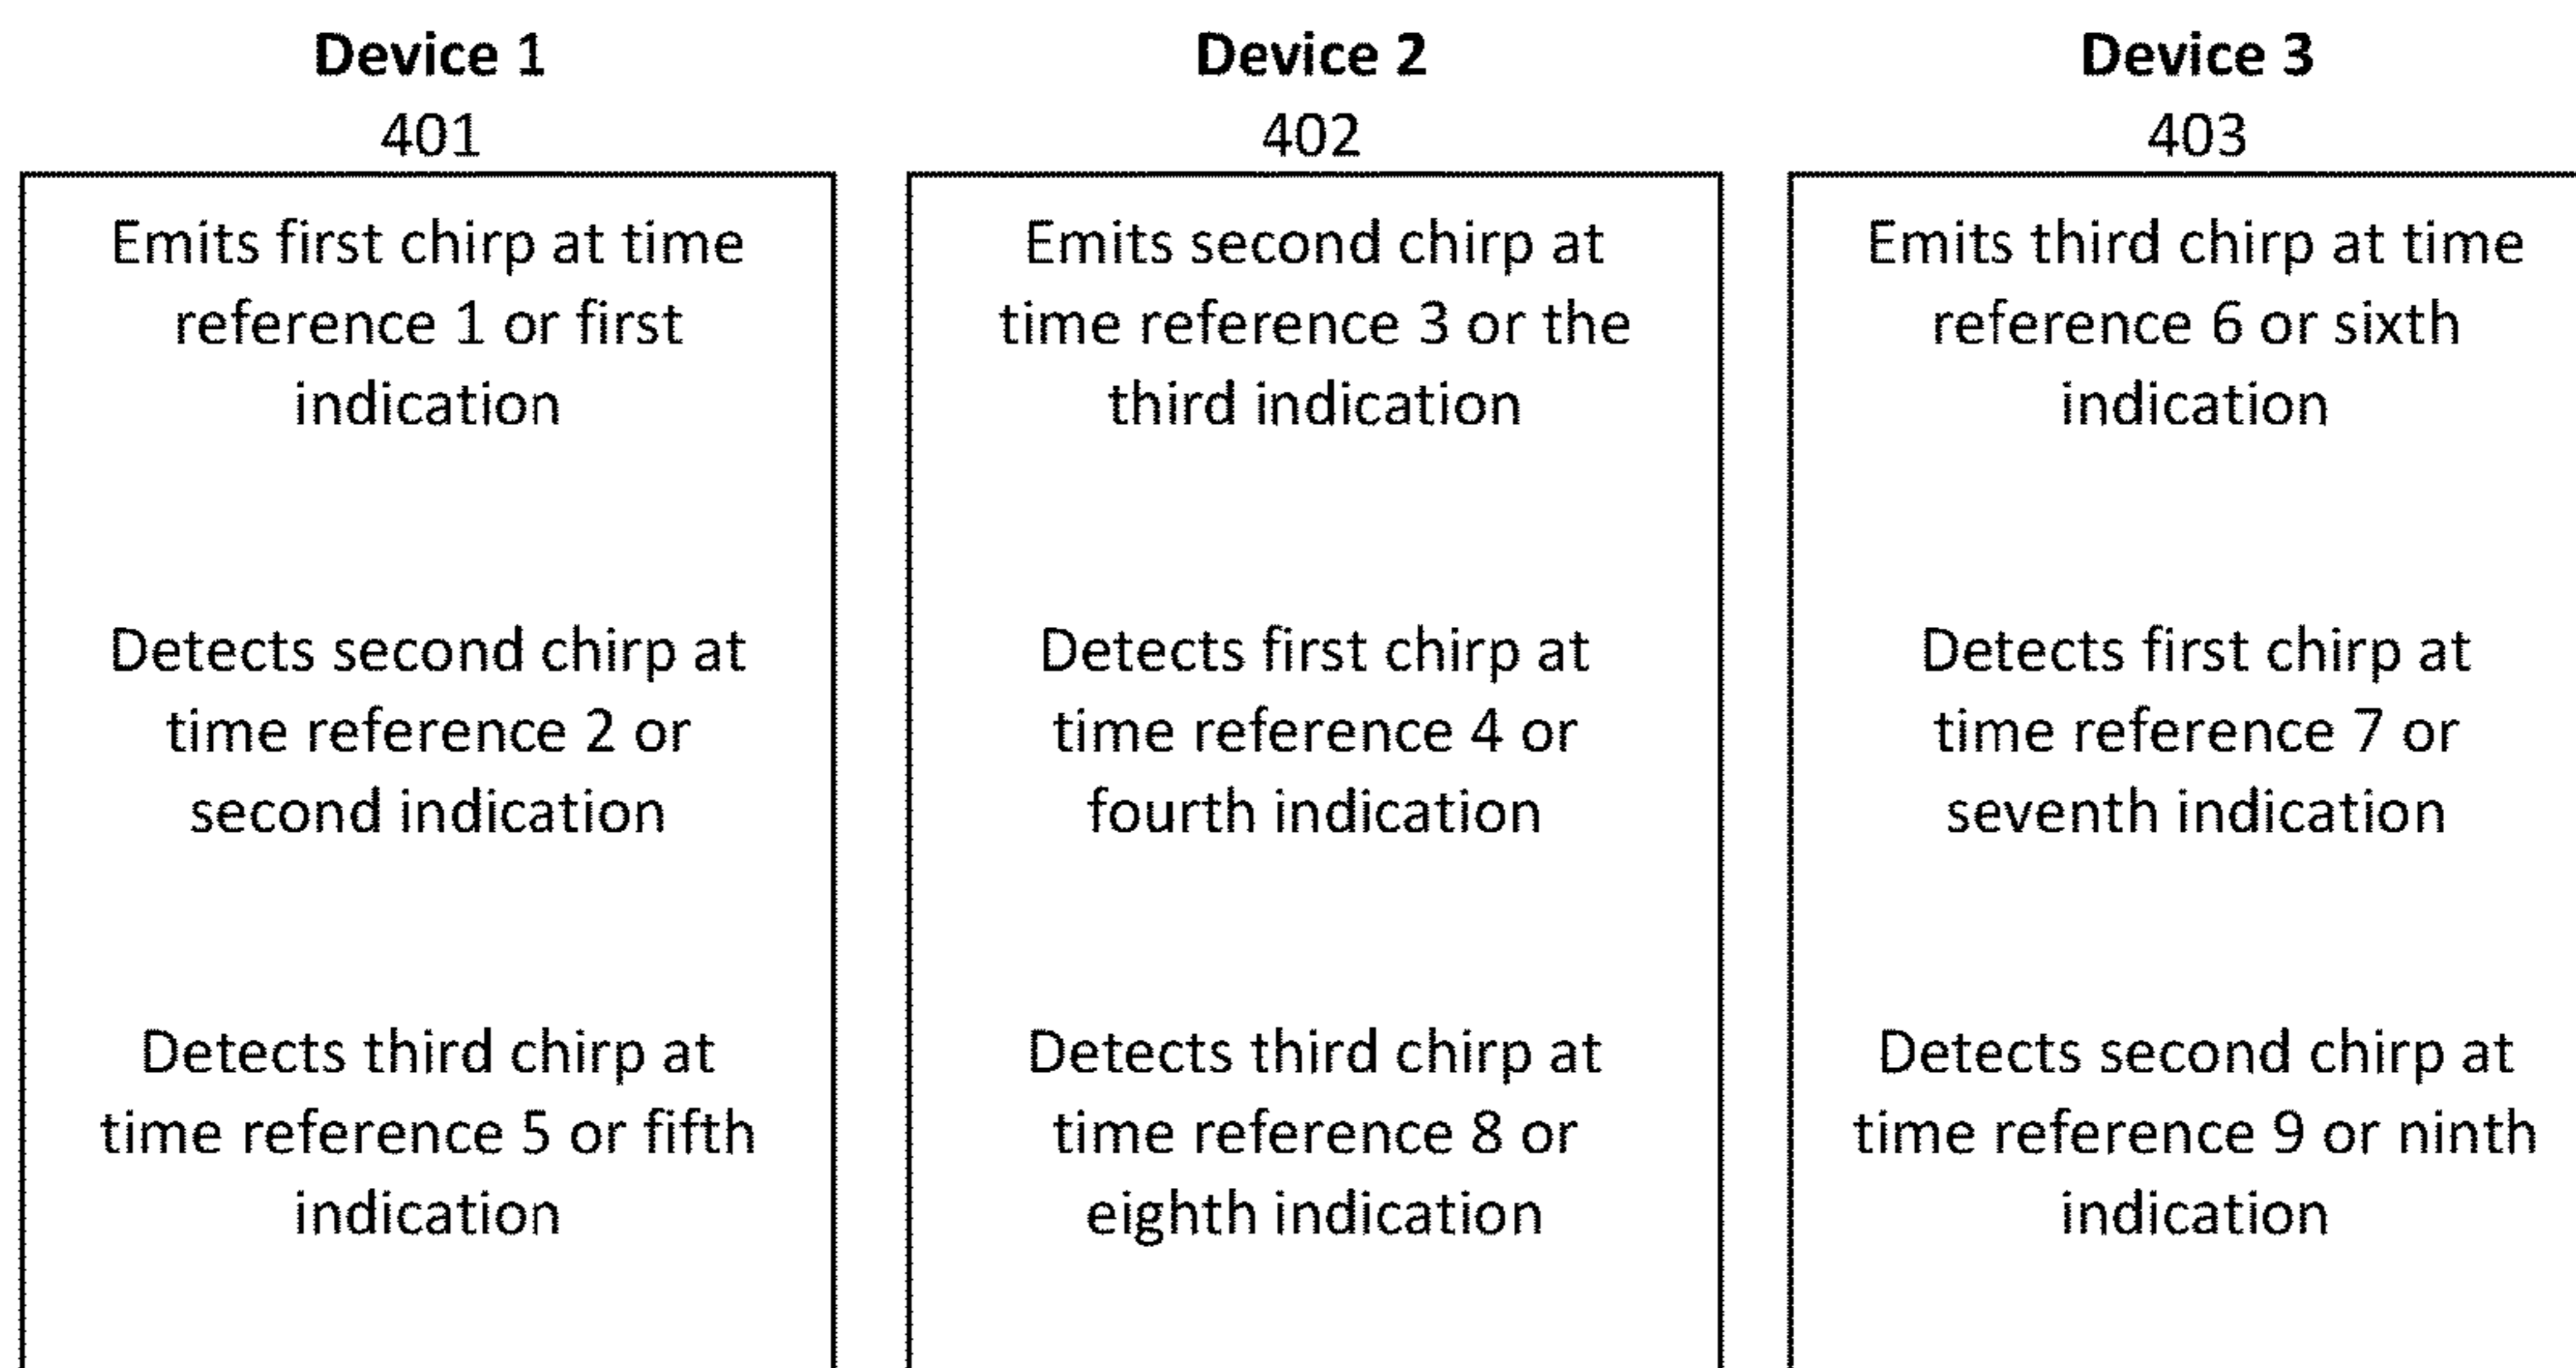 Device 1
401
Emits first chirp at time
reference 1 or first
indication
Detects second chirp at
time reference 2 or
second indication
Detects third chirp at
time reference 5 or fifth
indication
Device 2
402
Emits second chirp at
time reference 3 or the
third indication
Detects first chirp at
time reference 4 or
fourth indication
Detects third chirp at
time reference 8 or
eighth indication
Device 3
403
Emits third chirp at time
reference 6 or sixth
indication
Detects first chirp at
time reference 7 or
seventh indication
Detects second chirp at
time reference 9 or ninth
indication